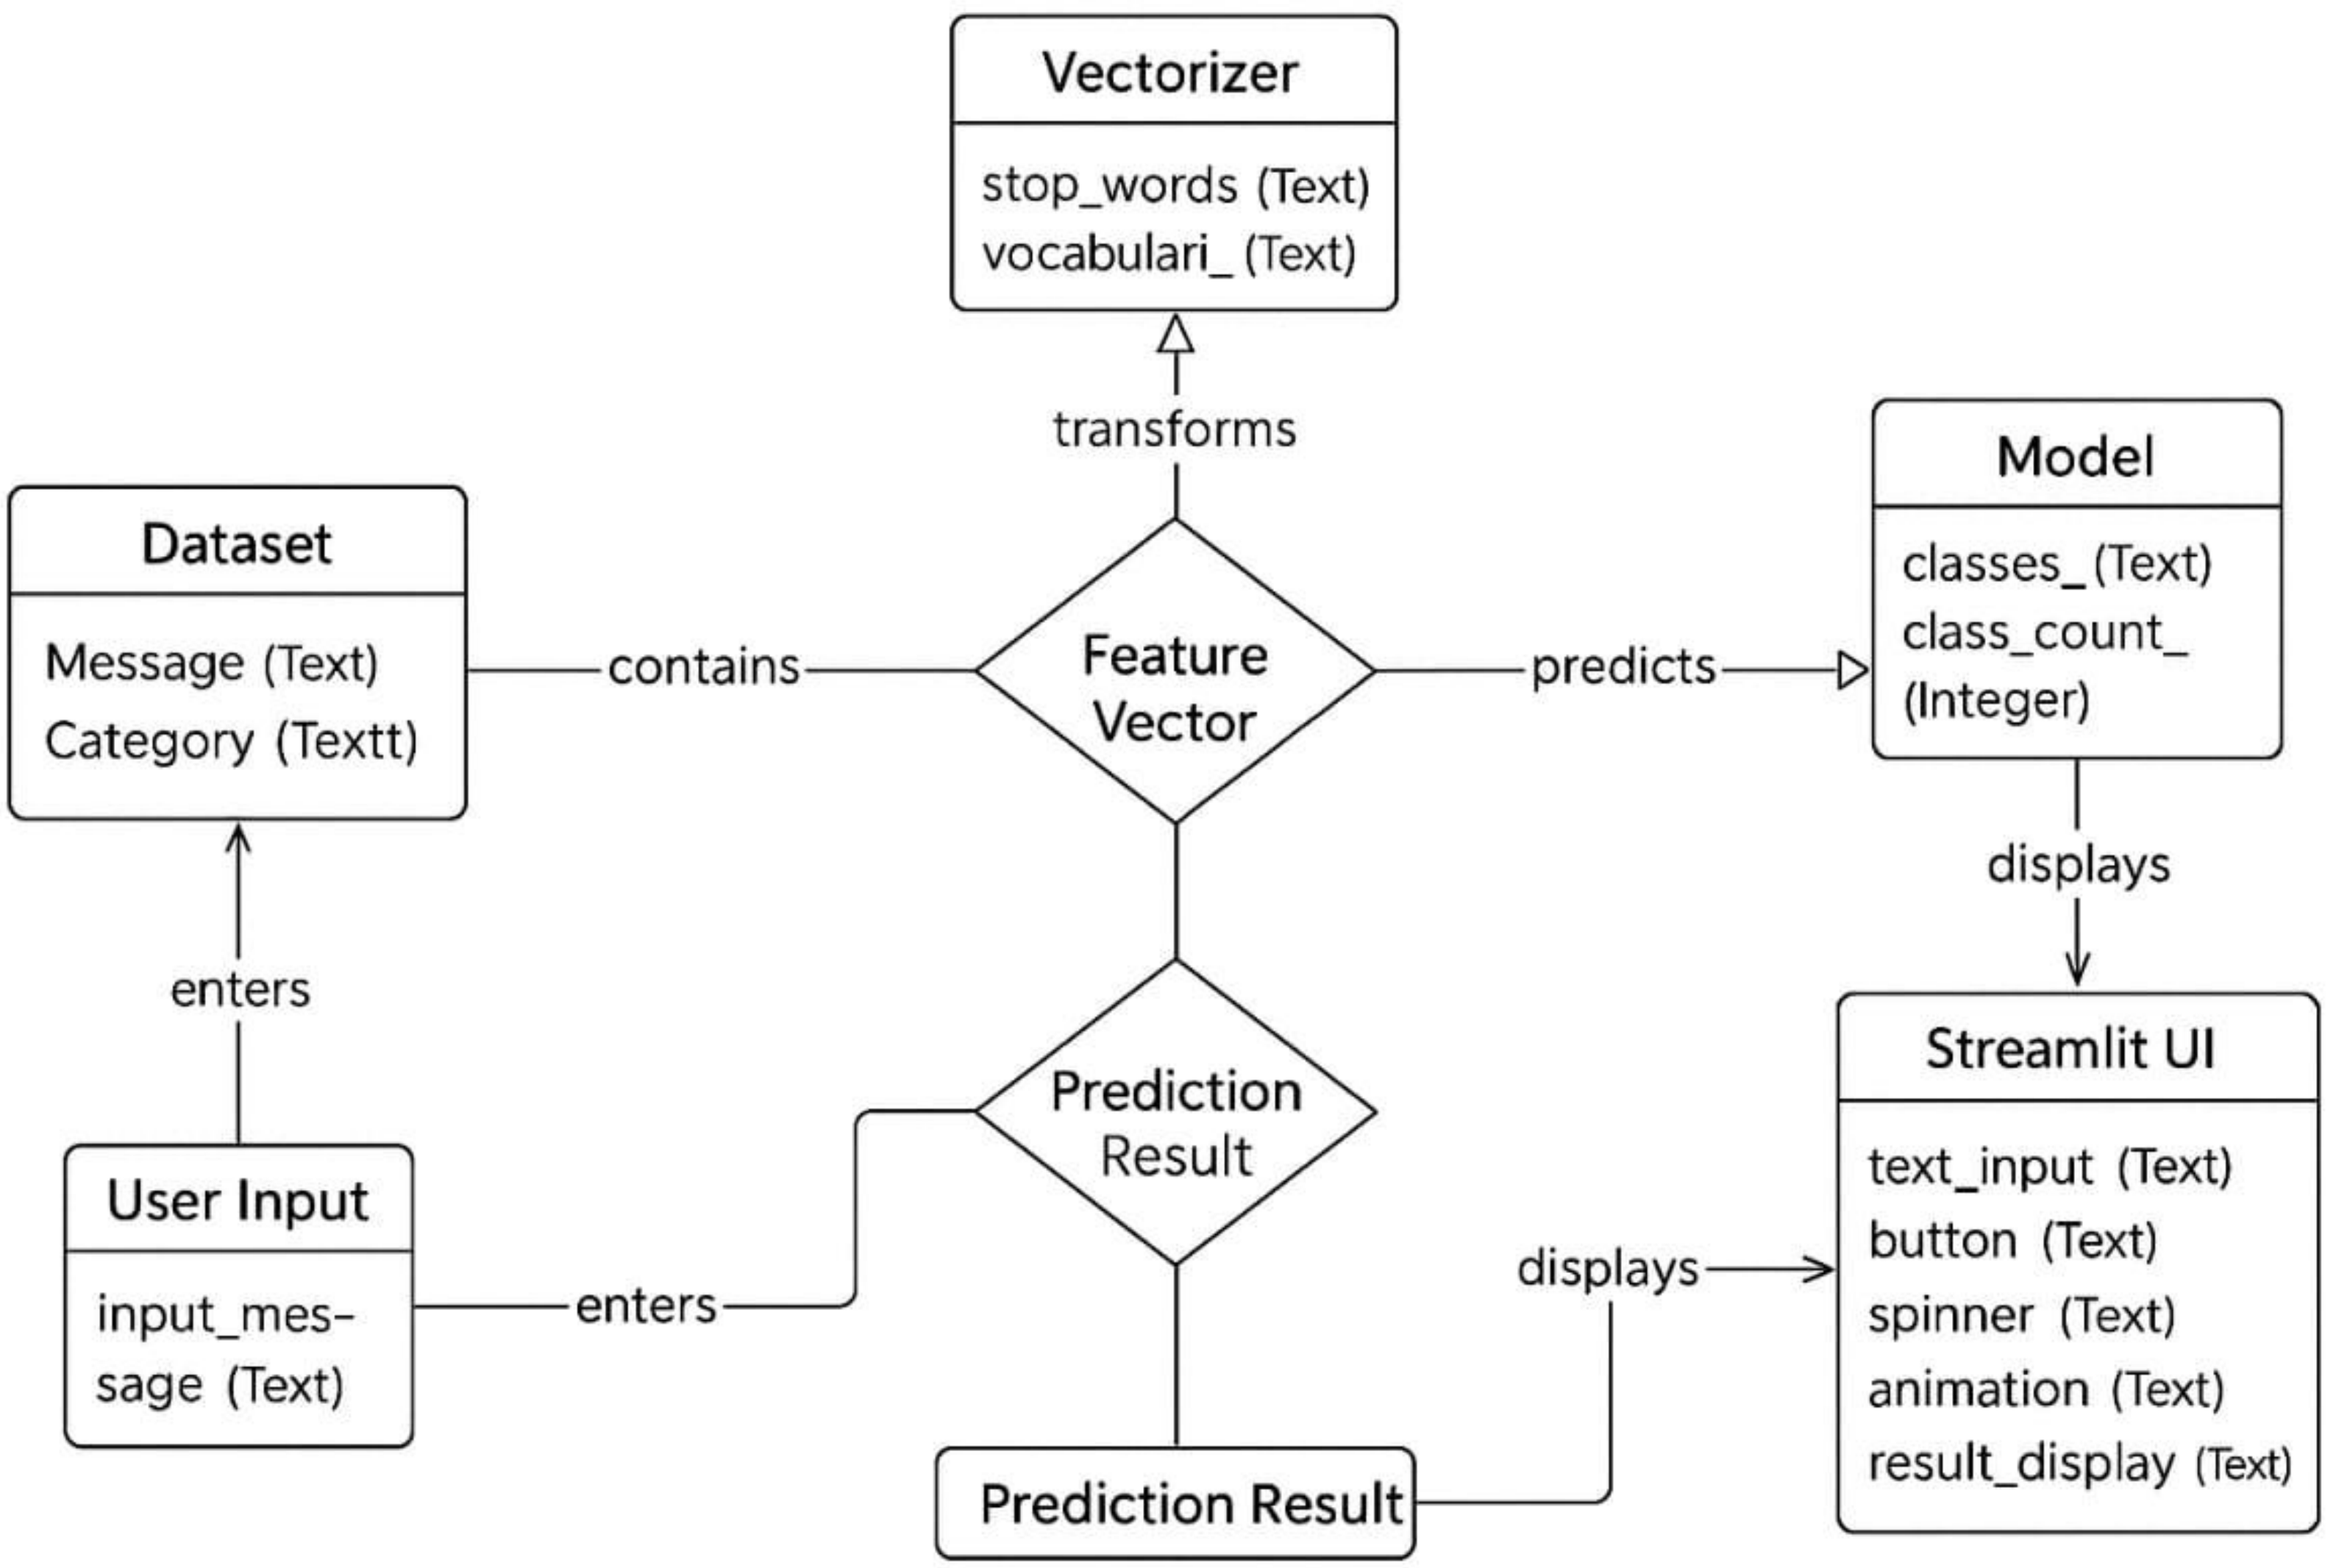 Vectorizer
stop_words (Text)
vocabulari_ (Text)
transforms
Model
classes_ (Text)
class_count_
(Integer)
Dataset
Message (Text)
Category (Textt)
contains
Feature
Vector
predicts
displays
enters
Prediction
Result
Streamlit UI
text_input (Text)
button (Text)
spinner (Text)
animation (Text)
result_display (Text)
User Input
input_mes-
sage (Text)
enters
displays
Prediction Result